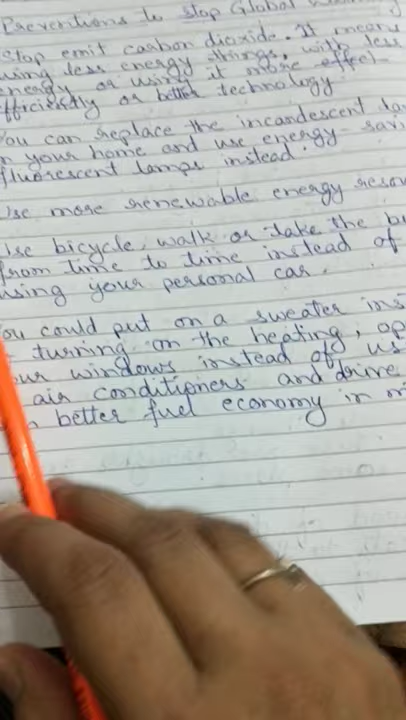 Preventions to stop Global
Stop emit carbon dioxide. It means
using less energy things, with less
energy or using it more effec-
efficiently or better technology
You can replace the incandescent
in your home and use energy-savi
fluorescent lamps instead.
Use more renewable energy resou
Use bicycle, walk or take the bu
from time to time instead of
using your personal car.
You could put on a sweater ins
turning on the heating, op
our windows instead of us
air conditioners and drive
better fuel economy in